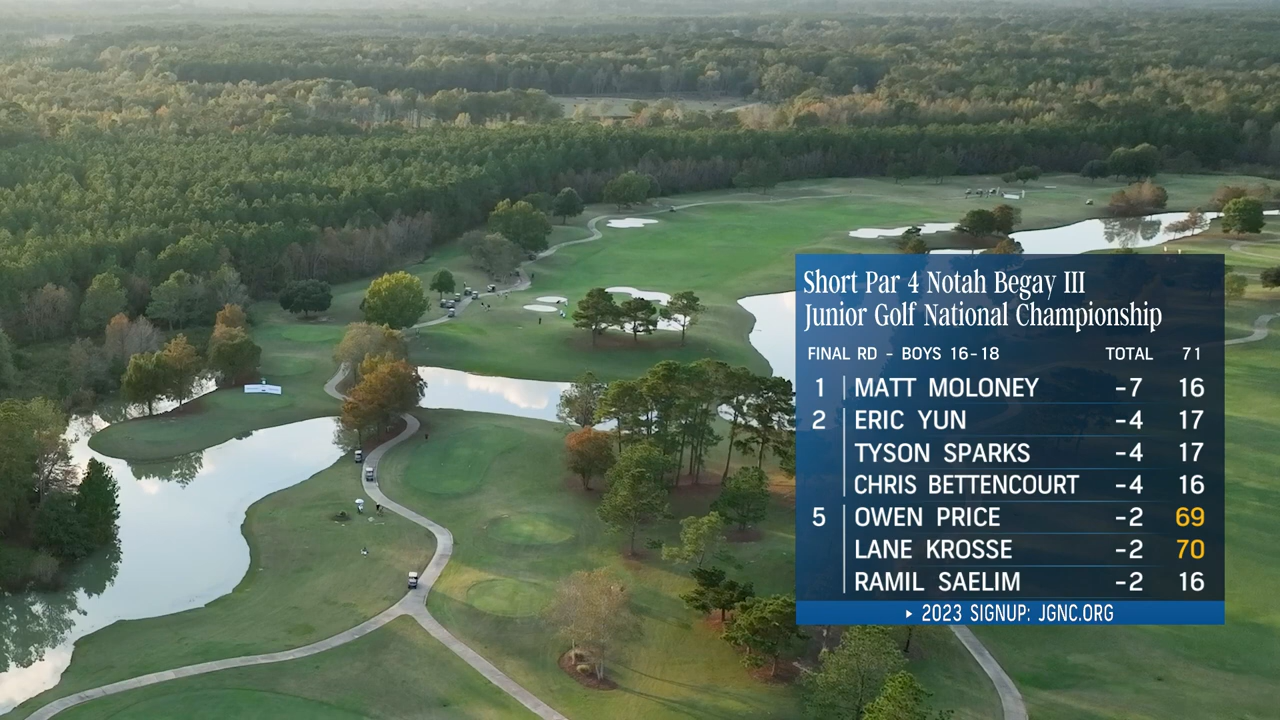 Short Par 4 Notah Begay III
Junior Golf National Championship
FINAL RD - BOYS 16-18 TOTAL 71
1 MATT MOLONEY -7 16
2 ERIC YUN -4 17
TYSON SPARKS -4 17
CHRIS BETTENCOURT -4 16
5 OWEN PRICE -2 69
LANE KROSSE -2 70
RAMIL SAELIM -2 16
▸ 2023 SIGNUP: JGNC.ORG